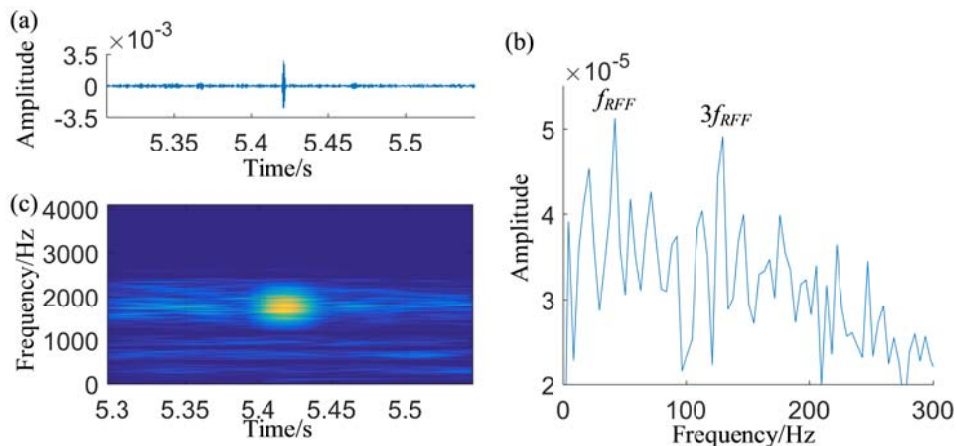 (a)
×10⁻³
Amplitude
3.5
0
-3.5
5.35 5.4 5.45 5.5
Time/s
(c)
Frequency/Hz
4000
3000
2000
1000
0
5.3 5.35 5.4 5.45 5.5
Time/s
(b)
×10⁻⁵
fRFF
3fRFF
Amplitude
5
4
3
2
0 100 200 300
Frequency/Hz